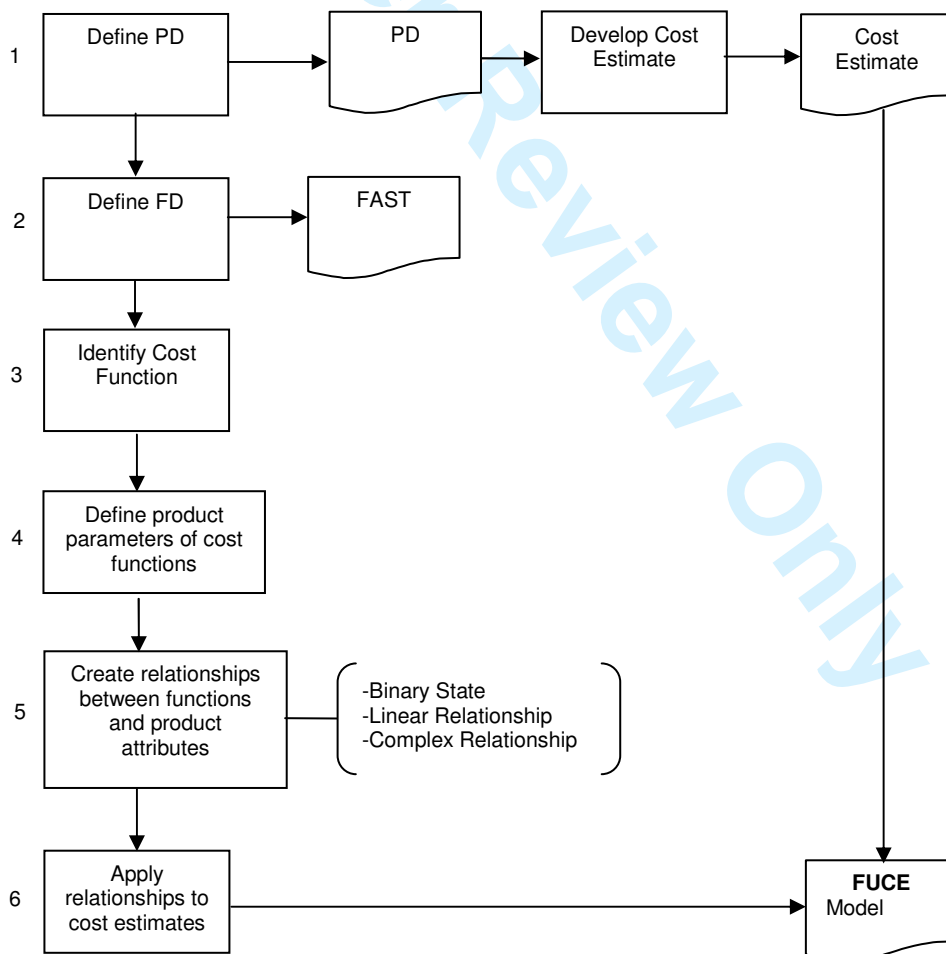 1
Define PD
PD
Develop Cost
Estimate
Cost
Estimate
2
Define FD
FAST
3
Identify Cost
Function
4
Define product
parameters of cost
functions
5
Create relationships
between functions
and product
attributes
-Binary State
-Linear Relationship
-Complex Relationship
6
Apply
relationships to
cost estimates
FUCE
Model
Review Only